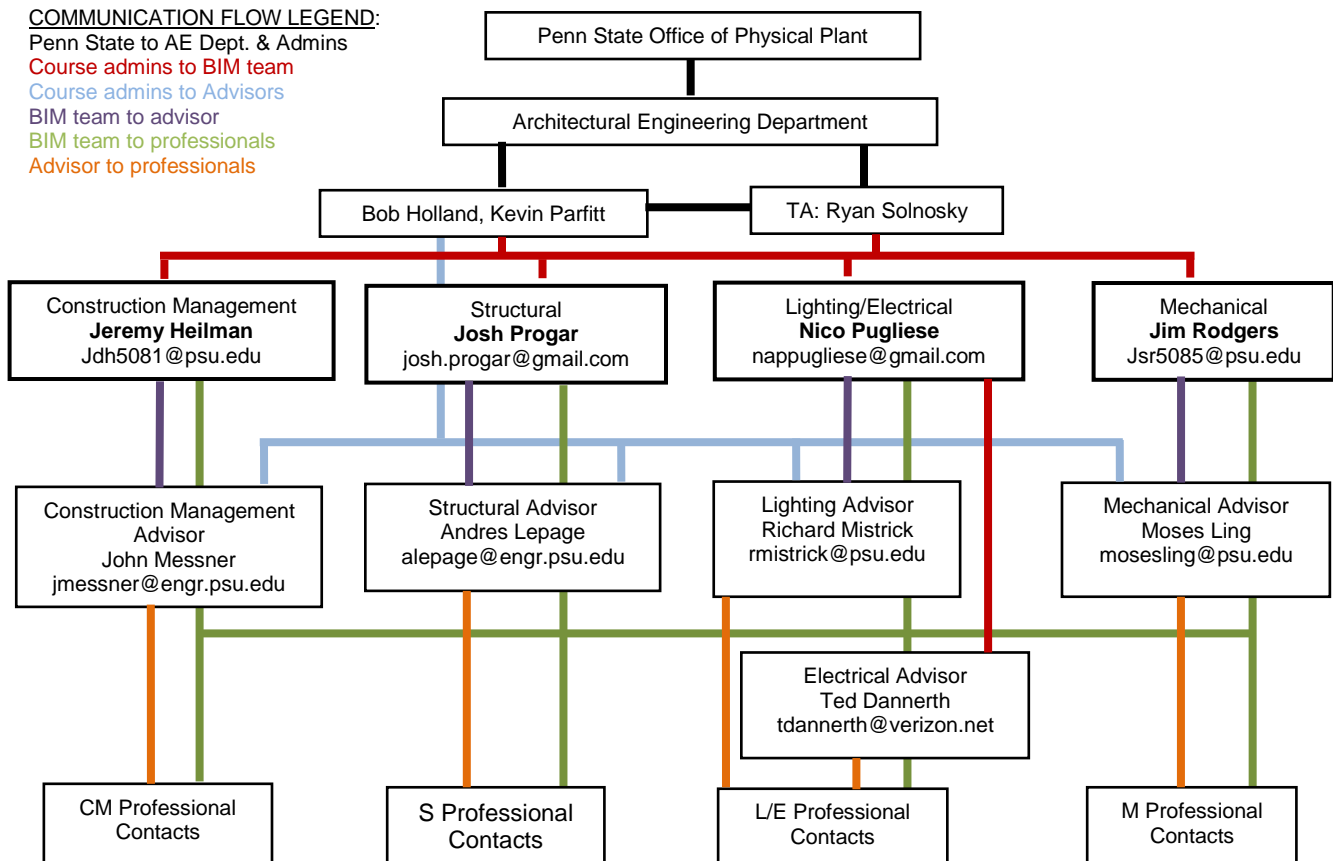 COMMUNICATION FLOW LEGEND:
Penn State to AE Dept. & Admins
Course admins to BIM team
Course admins to Advisors
BIM team to advisor
BIM team to professionals
Advisor to professionals
Penn State Office of Physical Plant
Architectural Engineering Department
Bob Holland, Kevin Parfitt
TA: Ryan Solnosky
Construction Management
Jeremy Heilman
Jdh5081@psu.edu
Structural
Josh Progar
josh.progar@gmail.com
Lighting/Electrical
Nico Pugliese
nappugliese@gmail.com
Mechanical
Jim Rodgers
Jsr5085@psu.edu
Construction Management
Advisor
John Messner
jmessner@engr.psu.edu
Structural Advisor
Andres Lepage
alepage@engr.psu.edu
Lighting Advisor
Richard Mistrick
rmistrick@psu.edu
Mechanical Advisor
Moses Ling
mosesling@psu.edu
Electrical Advisor
Ted Dannerth
tdannerth@verizon.net
CM Professional
Contacts
S Professional
Contacts
L/E Professional
Contacts
M Professional
Contacts